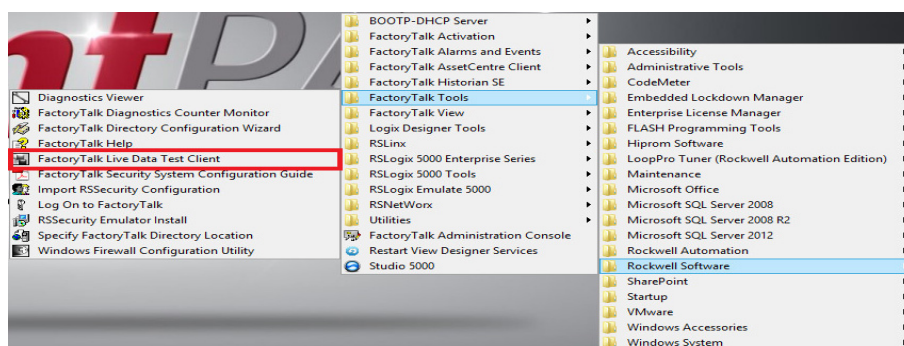 ntPA
BOOTP-DHCP Server
FactoryTalk Activation
FactoryTalk Alarms and Events
FactoryTalk AssetCentre Client
FactoryTalk Historian SE
FactoryTalk Tools
FactoryTalk View
Logix Designer Tools
RSLinx
RSLogix 5000 Enterprise Series
RSLogix 5000 Tools
RSLogix Emulate 5000
RSNetWorx
Utilities
FactoryTalk Administration Console
Restart View Designer Services
Studio 5000
Accessibility
Administrative Tools
CodeMeter
Embedded Lockdown Manager
Enterprise License Manager
FLASH Programming Tools
Hiprom Software
LoopPro Tuner (Rockwell Automation Edition)
Maintenance
Microsoft Office
Microsoft SQL Server 2008
Microsoft SQL Server 2008 R2
Microsoft SQL Server 2012
Rockwell Automation
Rockwell Software
SharePoint
Startup
VMware
Windows Accessories
Windows System
Diagnostics Viewer
FactoryTalk Diagnostics Counter Monitor
FactoryTalk Directory Configuration Wizard
FactoryTalk Help
FactoryTalk Live Data Test Client
FactoryTalk Security System Configuration Guide
Import RSSecurity Configuration
Log On to FactoryTalk
RSSecurity Emulator Install
Specify FactoryTalk Directory Location
Windows Firewall Configuration Utility